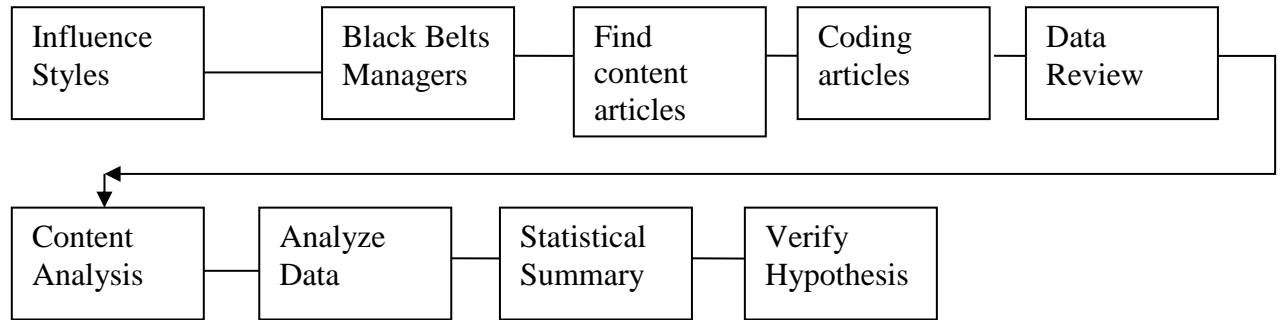 Influence
Styles
Black Belts
Managers
Find
content
articles
Coding
articles
Data
Review
Content
Analysis
Analyze
Data
Statistical
Summary
Verify
Hypothesis